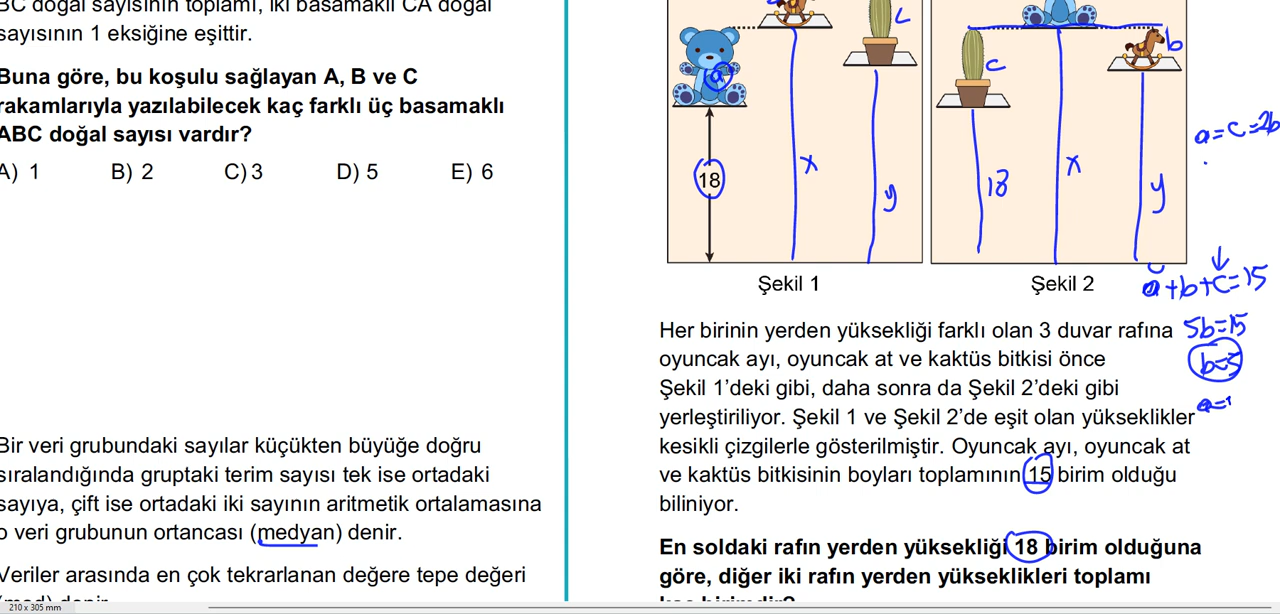 BC doğal sayısının toplamı, iki basamaklı CA doğal
sayısının 1 eksiğine eşittir.
Buna göre, bu koşulu sağlayan A, B ve C
rakamlarıyla yazılabilecek kaç farklı üç basamaklı
ABC doğal sayısı vardır?
A) 1 B) 2 C) 3 D) 5 E) 6
Bir veri grubundaki sayılar küçükten büyüğe doğru
sıralandığında gruptaki terim sayısı tek ise ortadaki
sayıya, çift ise ortadaki iki sayının aritmetik ortalamasına
o veri grubunun ortancası (medyan) denir.
Veriler arasında en çok tekrarlanan değere tepe değeri
(mod) denir.
c
a
18
x
y
Şekil 1
b
c
18
x
y
Şekil 2
a=c=2b
a+b+c=15
5b=15
b=3
a=
Her birinin yerden yüksekliği farklı olan 3 duvar rafına
oyuncak ayı, oyuncak at ve kaktüs bitkisi önce
Şekil 1'deki gibi, daha sonra da Şekil 2'deki gibi
yerleştiriliyor. Şekil 1 ve Şekil 2'de eşit olan yükseklikler
kesikli çizgilerle gösterilmiştir. Oyuncak ayı, oyuncak at
ve kaktüs bitkisinin boyları toplamının 15 birim olduğu
biliniyor.
En soldaki rafın yerden yüksekliği 18 birim olduğuna
göre, diğer iki rafın yerden yükseklikleri toplamı
kaç birimdir?
210 x 305 mm